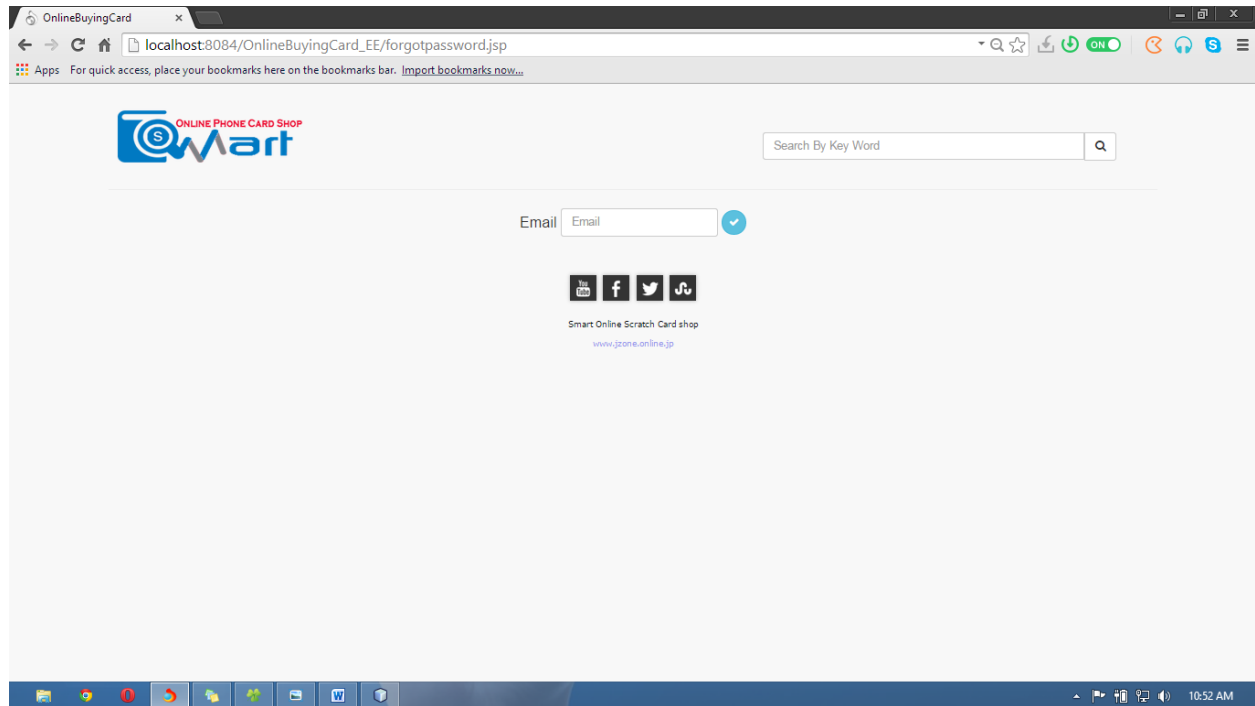 OnlineBuyingCard
localhost:8084/OnlineBuyingCard_EE/forgotpassword.jsp
ON
S
Apps For quick access, place your bookmarks here on the bookmarks bar. Import bookmarks now...
ONLINE PHONE CARD SHOP
S Mart
Search By Key Word
Email Email
You Tube f
Smart Online Scratch Card shop
www.jzone.online.jp
W
10:52 AM